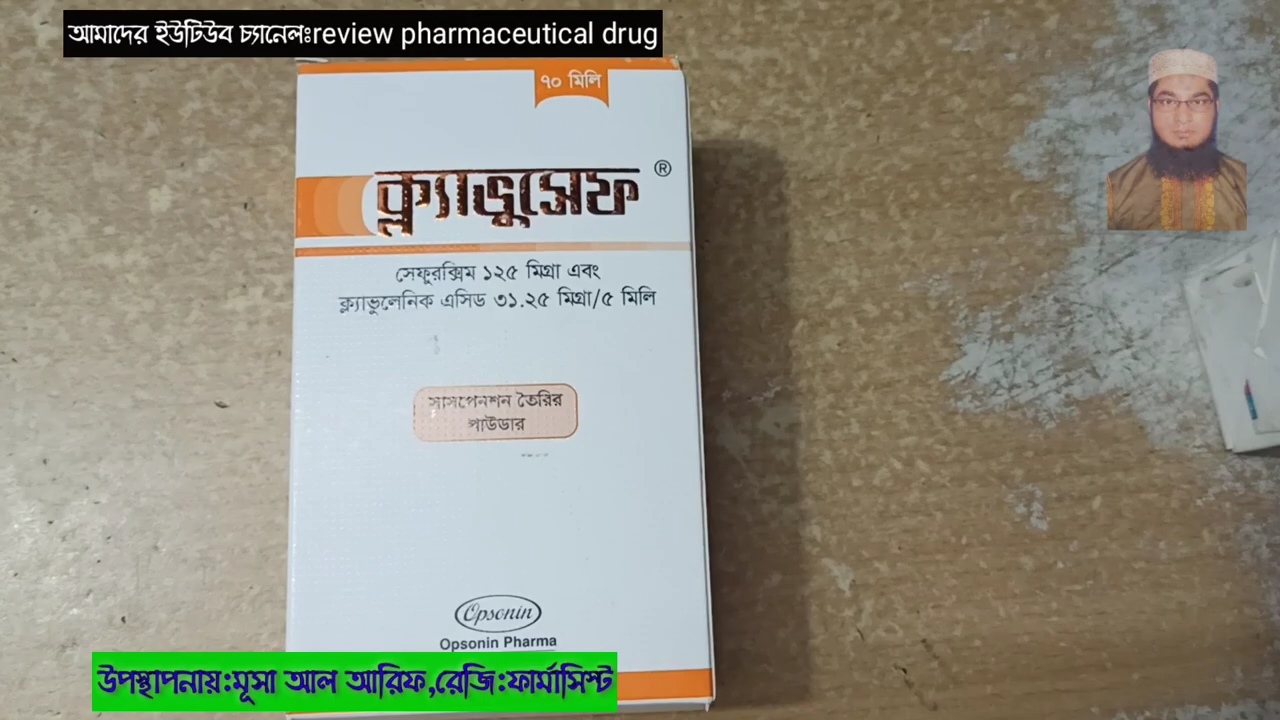 আমাদের ইউটিউব চ্যানেলঃreview pharmaceutical drug
৭০ মিলি
ক্ল্যাভুসেফ ®
সেফুরক্সিম ১২৫ মিগ্রা এবং
ক্ল্যাভুলেনিক এসিড ৩১.২৫ মিগ্রা/৫ মিলি
সাসপেনশন তৈরির
পাউডার
Opsonin
Opsonin Pharma
উপস্থাপনায়:মূসা আল আরিফ,রেজি:ফার্মাসিস্ট